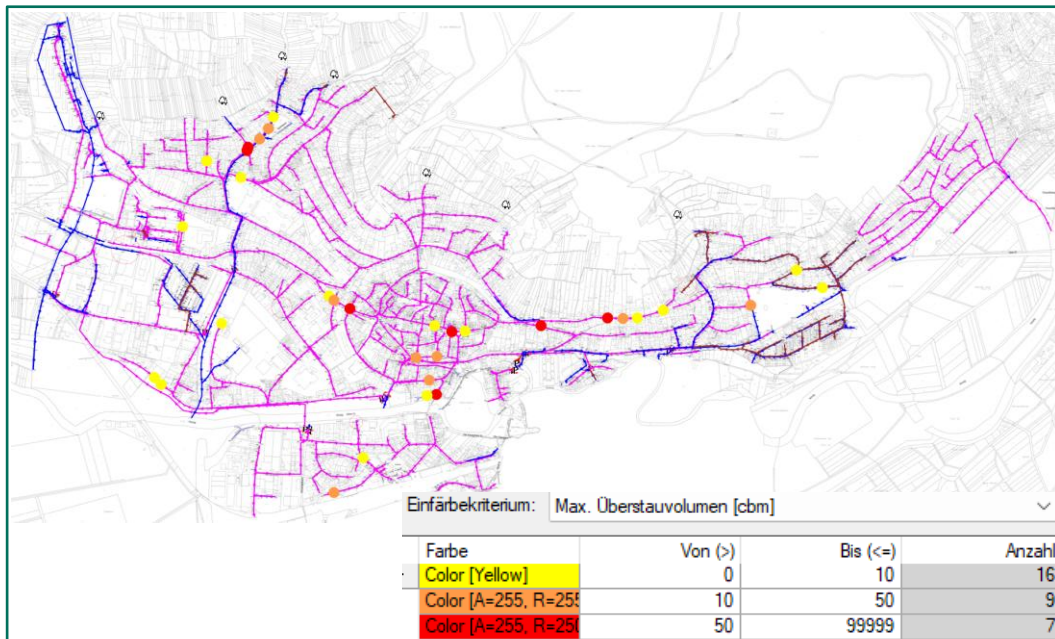 Einfärbekriterium: Max. Überstauvolumen [cbm]
Farbe Von (>) Bis (<=) Anzahl
Color [Yellow] 0 10 16
Color [A=255, R=255 10 50 9
Color [A=255, R=250 50 99999 7